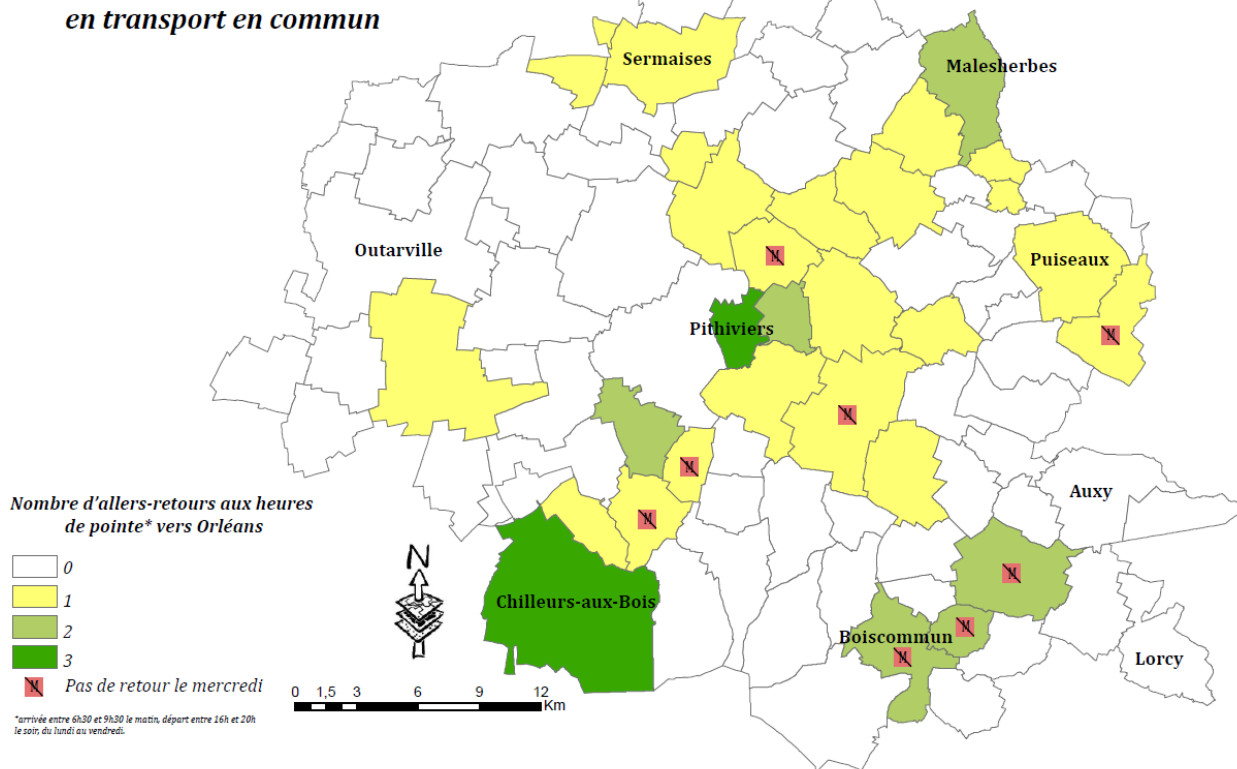 en transport en commun
Sermaises
Malesherbes
Outarville
M
Puiseaux
Pithiviers
M
M
M
Auxy
Nombre d'allers-retours aux heures
de pointe* vers Orléans
M
0
N
M
1
Chilleurs-aux-Bois
2
M
Boiscommun
3
M
Lorcy
M Pas de retour le mercredi
0 1,5 3 6 9 12
Km
*arrivée entre 6h30 et 9h30 le matin, départ entre 16h et 20h
le soir, du lundi au vendredi.